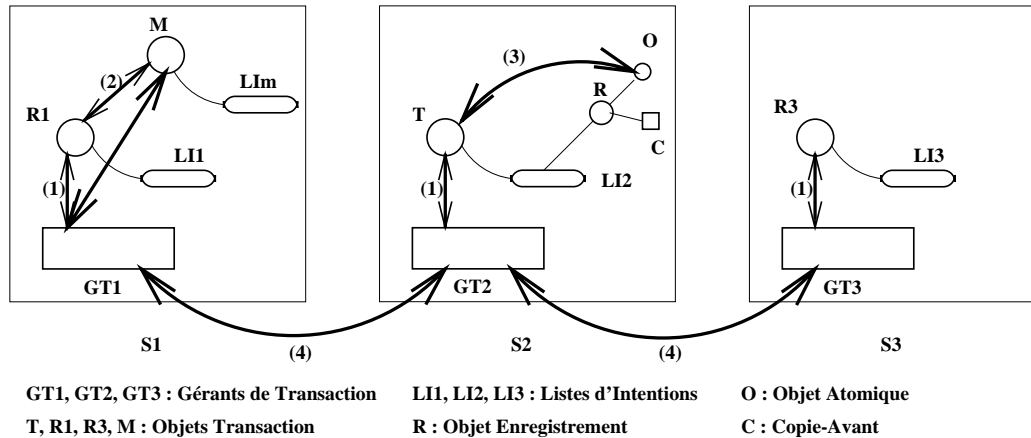 M
O
(2)
(3)
LIm
R
R1
T
R3
C
LI1
LI2
LI3
(1)
(1)
(1)
GT1
GT2
GT3
S1
(4)
S2
(4)
S3
GT1, GT2, GT3 : Gérants de Transaction
LI1, LI2, LI3 : Listes d'Intentions
O : Objet Atomique
T, R1, R3, M : Objets Transaction
R : Objet Enregistrement
C : Copie-Avant